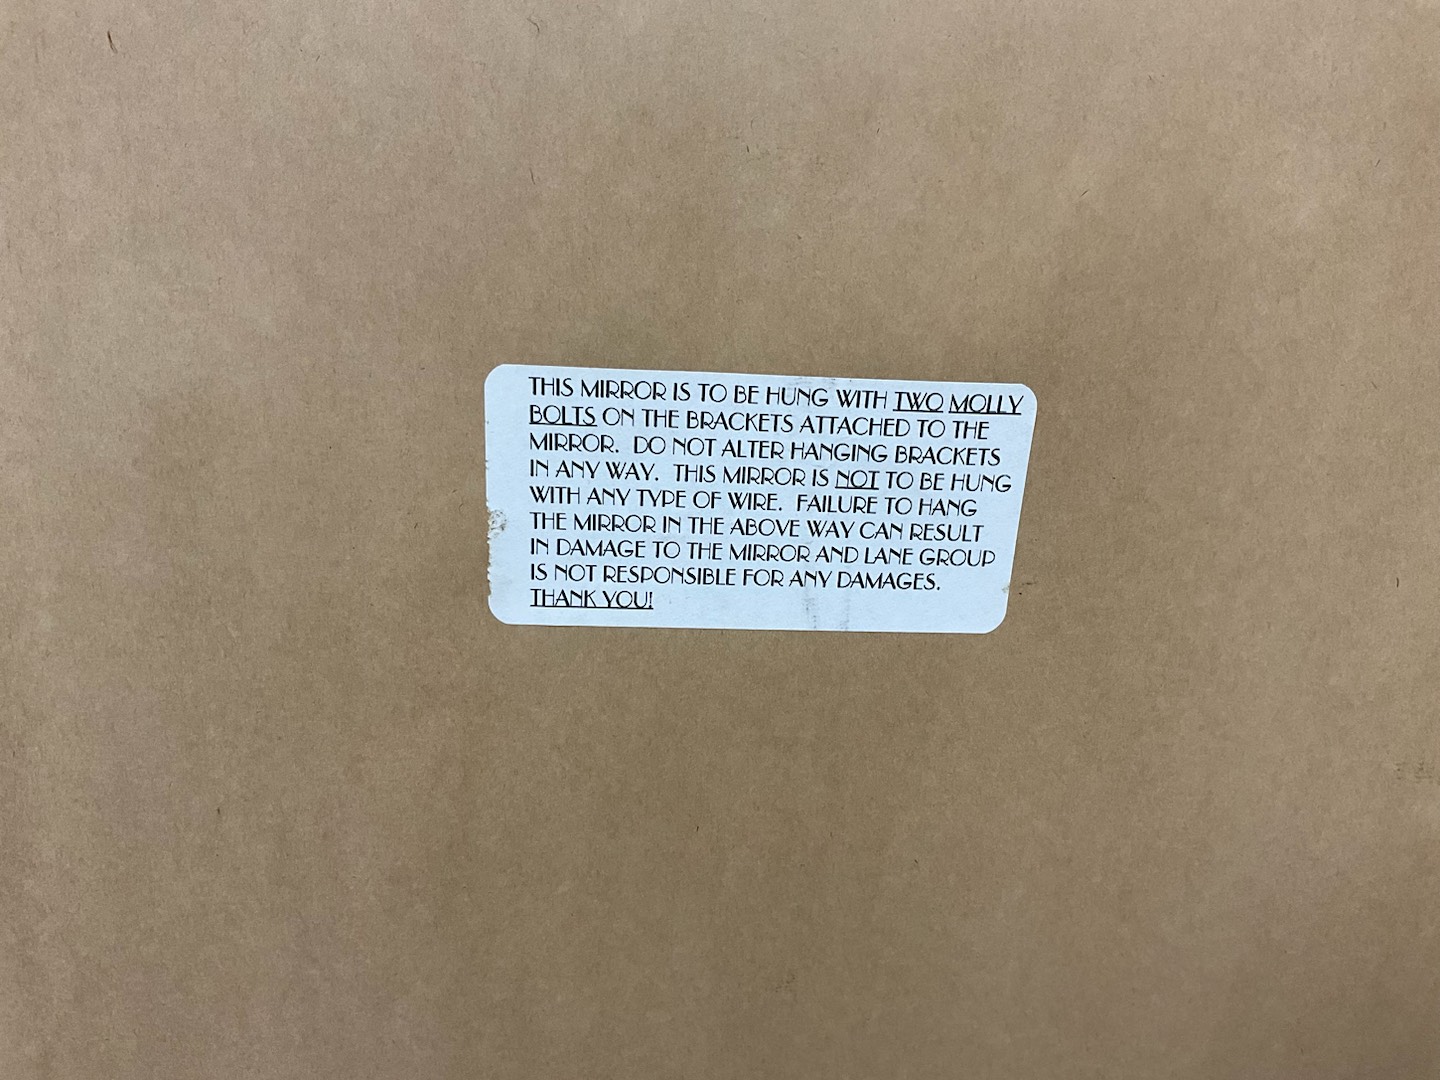 THIS MIRROR IS TO BE HUNG WITH TWO MOLLY
BOLTS ON THE BRACKETS ATTACHED TO THE
MIRROR. DO NOT ALTER HANGING BRACKETS
IN ANY WAY. THIS MIRROR IS NOT TO BE HUNG
WITH ANY TYPE OF WIRE. FAILURE TO HANG
THE MIRROR IN THE ABOVE WAY CAN RESULT
IN DAMAGE TO THE MIRROR AND LANE GROUP
IS NOT RESPONSIBLE FOR ANY DAMAGES.
THANK YOU!